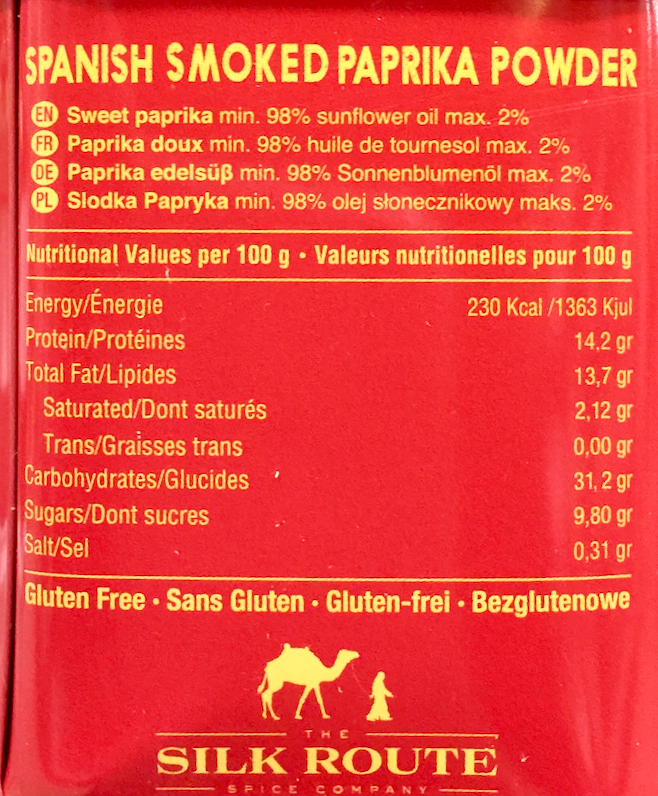 SPANISH SMOKED PAPRIKA POWDER
EN Sweet paprika min. 98% sunflower oil max. 2%
FR Paprika doux min. 98% huile de tournesol max. 2%
DE Paprika edelsüß min. 98% Sonnenblumenöl max. 2%
PL Slodka Papryka min. 98% olej słonecznikowy maks. 2%
Nutritional Values per 100 g • Valeurs nutritionelles pour 100 g
Energy/Énergie 230 Kcal /1363 Kjul
Protein/Protéines 14,2 gr
Total Fat/Lipides 13,7 gr
Saturated/Dont saturés 2,12 gr
Trans/Graisses trans 0,00 gr
Carbohydrates/Glucides 31,2 gr
Sugars/Dont sucres 9,80 gr
Salt/Sel 0,31 gr
Gluten Free • Sans Gluten • Gluten-frei • Bezglutenowe
THE
SILK ROUTE
SPICE COMPANY